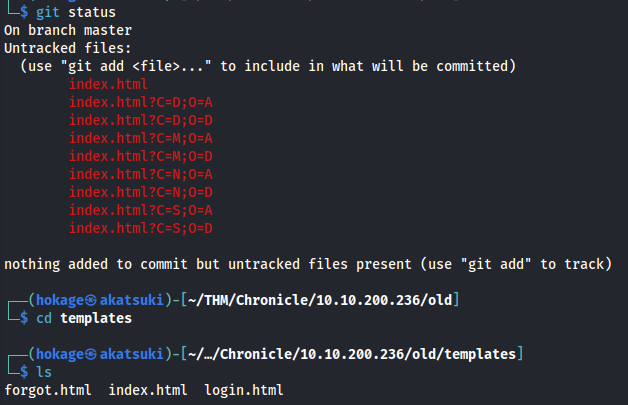 └─$ git status
On branch master
Untracked files:
  (use "git add <file>..." to include in what will be committed)
        index.html
        index.html?C=D;O=A
        index.html?C=D;O=D
        index.html?C=M;O=A
        index.html?C=M;O=D
        index.html?C=N;O=A
        index.html?C=N;O=D
        index.html?C=S;O=A
        index.html?C=S;O=D

nothing added to commit but untracked files present (use "git add" to track)

┌──(hokage㉿akatsuki)-[~/THM/Chronicle/10.10.200.236/old]
└─$ cd templates

┌──(hokage㉿akatsuki)-[~/…/Chronicle/10.10.200.236/old/templates]
└─$ ls
forgot.html  index.html  login.html